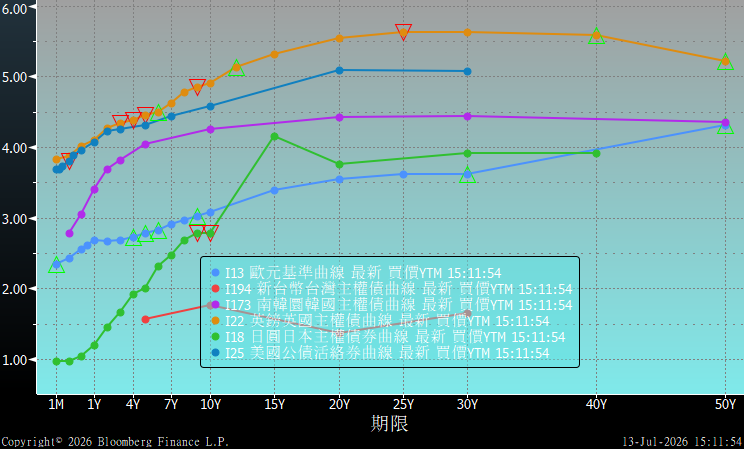 6.00
5.00
4.00
3.00
2.00
1.00
I13 歐元基準曲線 最新 買價YTM 15:11:54
I194 新台幣台灣主權債曲線 最新 買價YTM 15:11:54
I173 南韓圜韓國主權債曲線 最新 買價YTM 15:11:54
I22 英鎊英國主權債曲線 最新 買價YTM 15:11:54
I18 日圓日本主權債券曲線 最新 買價YTM 15:11:54
I25 美國公債活絡券曲線 最新 買價YTM 15:11:54
1M 1Y 4Y 7Y 10Y 15Y 20Y 25Y 30Y 40Y 50Y
期限
Copyright© 2026 Bloomberg Finance L.P. 13-Jul-2026 15:11:54